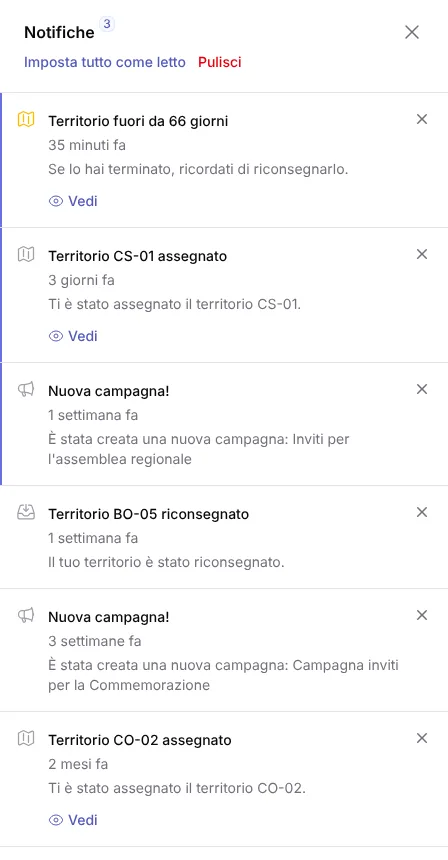 Notifiche 3
Imposta tutto come letto Pulisci
Territorio fuori da 66 giorni
35 minuti fa
Se lo hai terminato, ricordati di riconsegnarlo.
Vedi
Territorio CS-01 assegnato
3 giorni fa
Ti è stato assegnato il territorio CS-01.
Vedi
Nuova campagna!
1 settimana fa
È stata creata una nuova campagna: Inviti per
l'assemblea regionale
Territorio BO-05 riconsegnato
1 settimana fa
Il tuo territorio è stato riconsegnato.
Nuova campagna!
3 settimane fa
È stata creata una nuova campagna: Campagna inviti
per la Commemorazione
Territorio CO-02 assegnato
2 mesi fa
Ti è stato assegnato il territorio CO-02.
Vedi